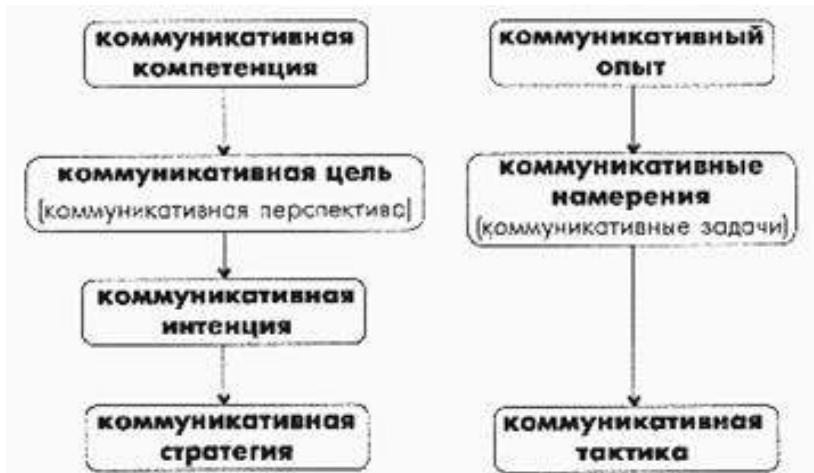 коммуникативная
компетенция
коммуникативная цель
(коммуникативная перспектива)
коммуникативная
интенция
коммуникативная
стратегия
коммуникативный
опыт
коммуникативные
намерения
(коммуникативные задачи)
коммуникативная
тактика